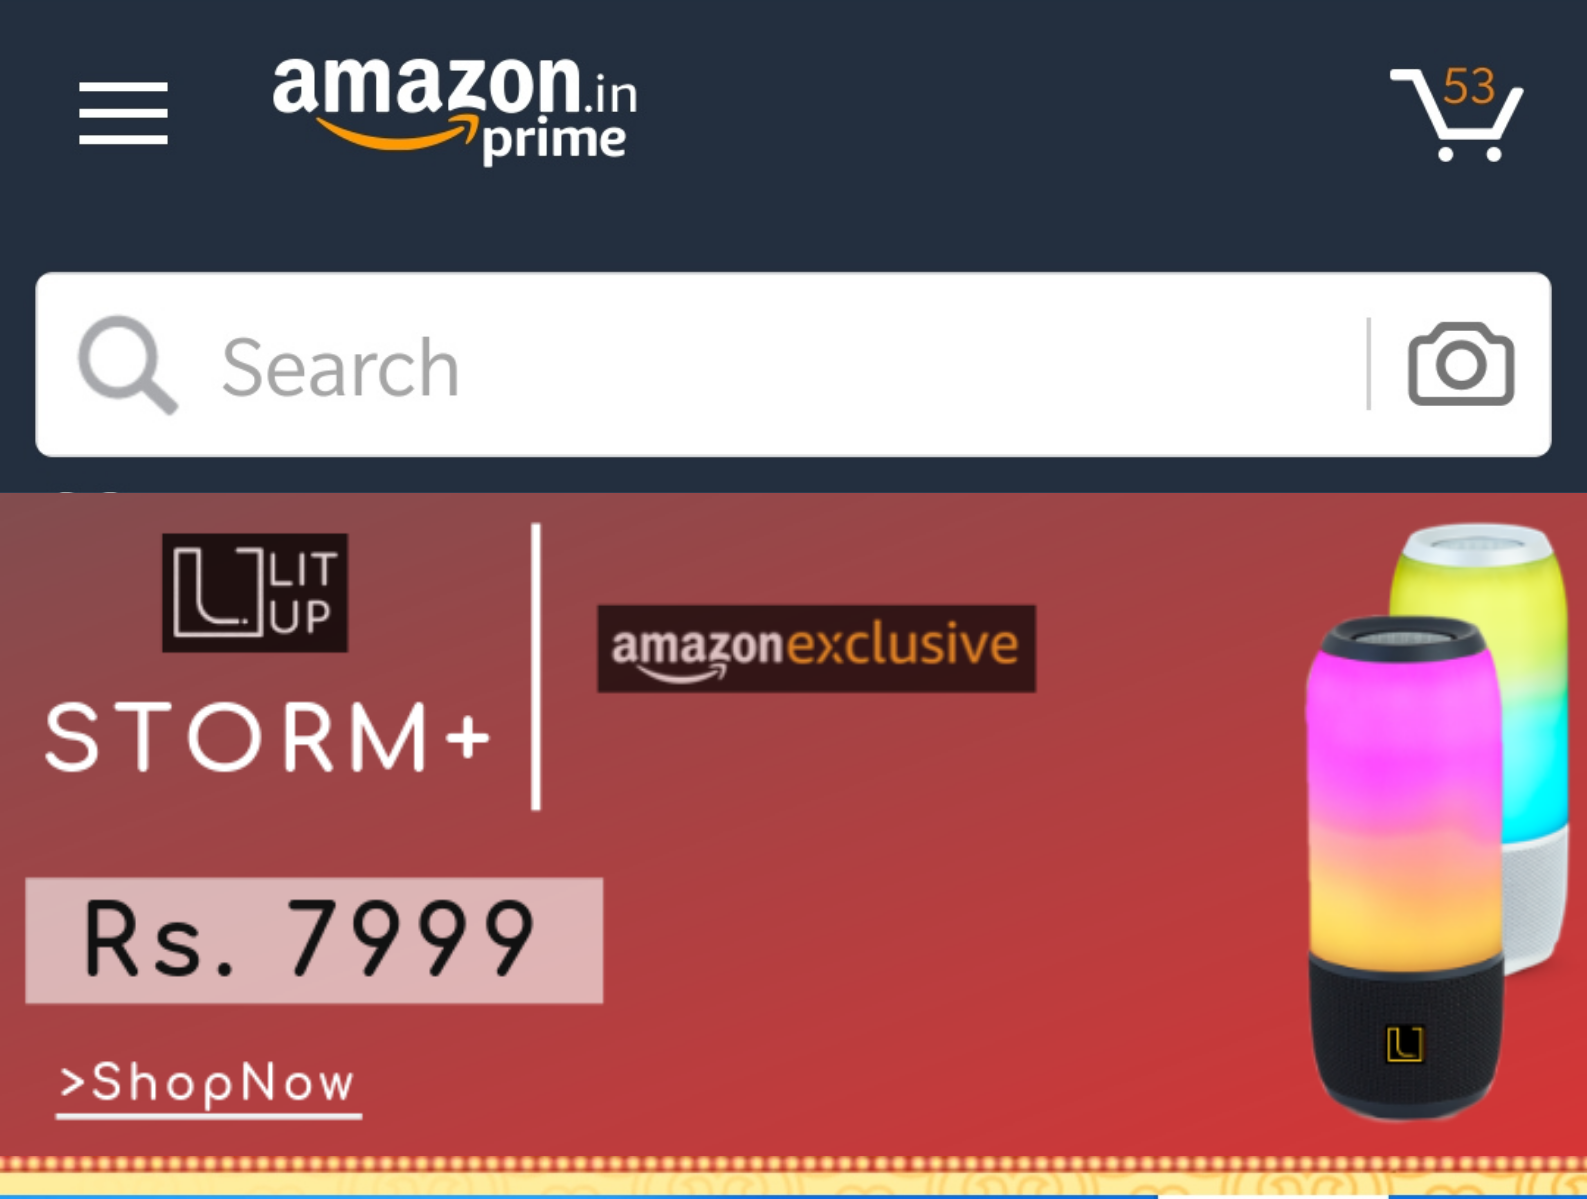 amazon.in
prime
53
Search
LIT
UP
STORM+
amazonexclusive
Rs. 7999
>ShopNow